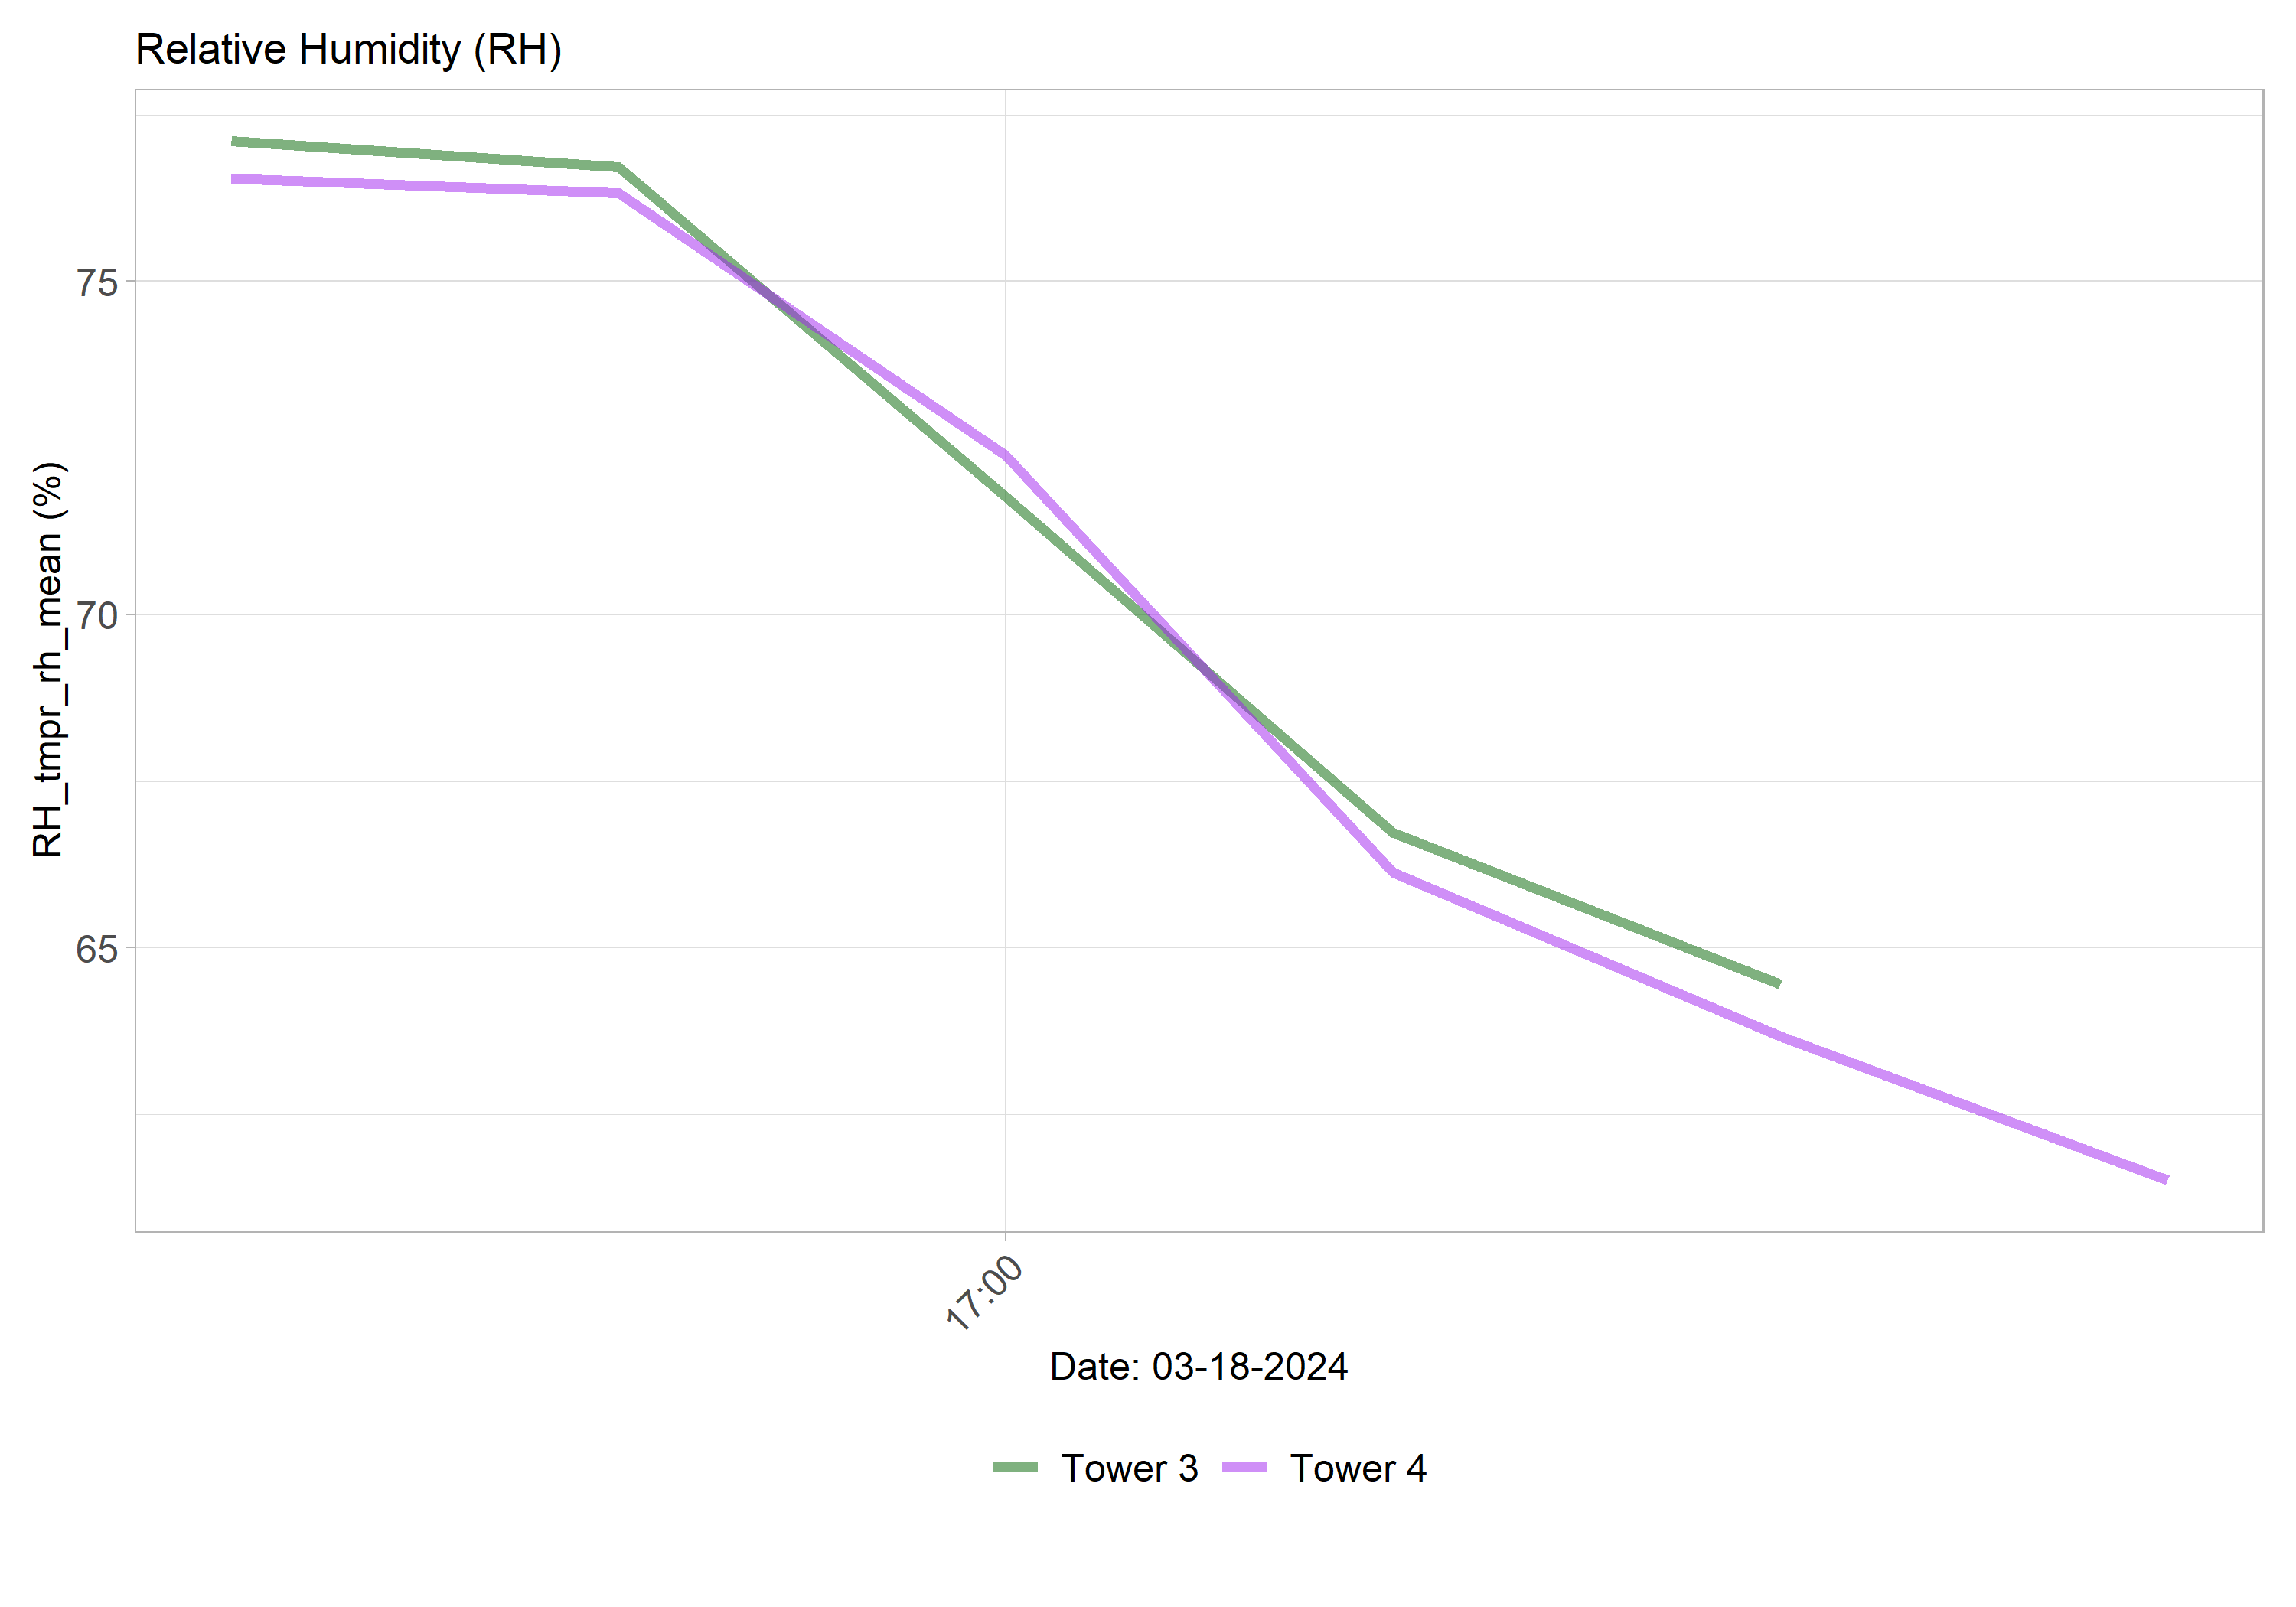 Relative Humidity (RH)
RH_tmpr_rh_mean (%)
75
70
65
17:00
Date: 03-18-2024
Tower 3 Tower 4